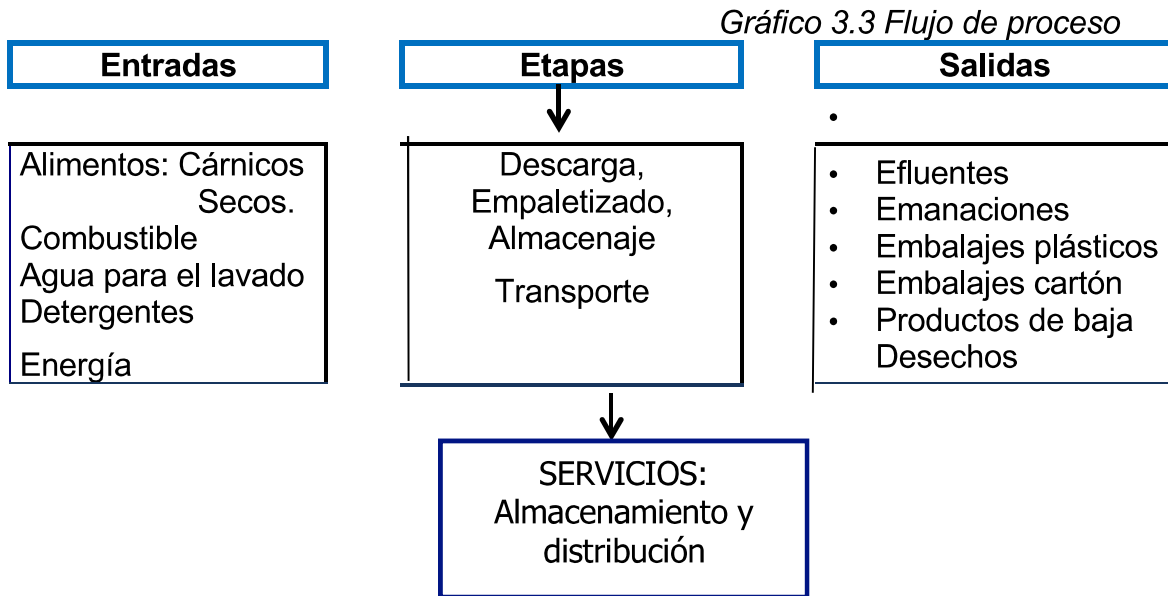 Gráfico 3.3 Flujo de proceso
Entradas
Etapas
Salidas
•
Alimentos: Cárnicos
Secos.
Combustible
Agua para el lavado
Detergentes
Energía
Descarga,
Empaletizado,
Almacenaje
Transporte
• Efluentes
• Emanaciones
• Embalajes plásticos
• Embalajes cartón
• Productos de baja
Desechos
SERVICIOS:
Almacenamiento y
distribución